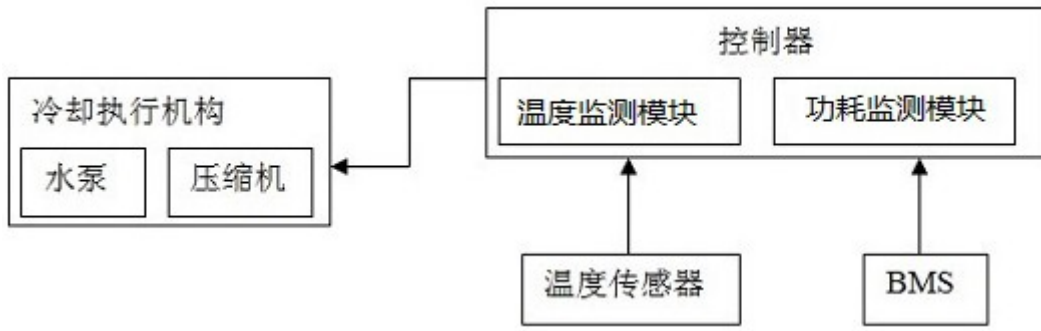 控制器
温度监测模块
功耗监测模块
冷却执行机构
水泵
压缩机
温度传感器
BMS